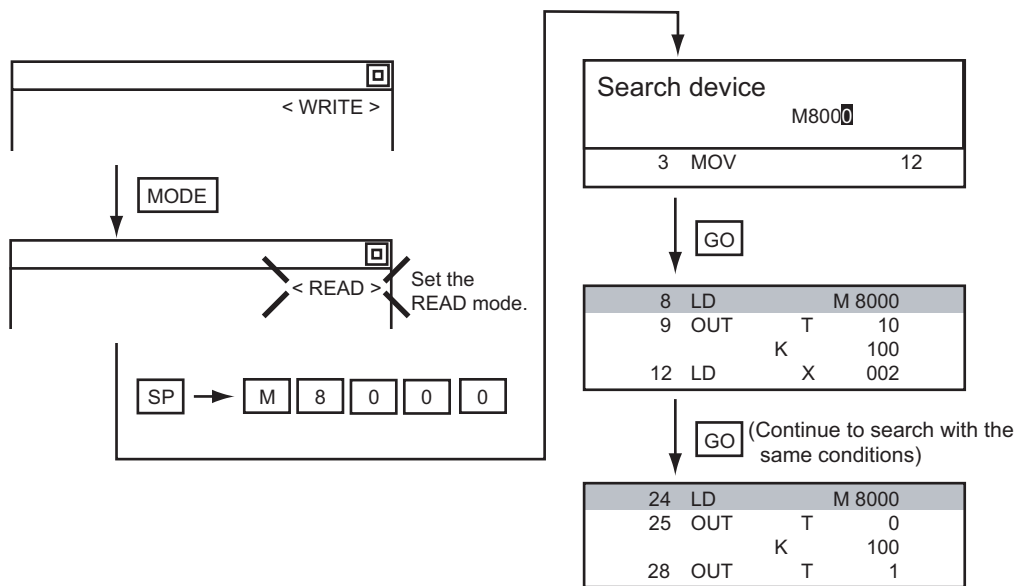 < WRITE >
MODE
< READ >
Set the
READ mode.
SP M 8 0 0 0
Search device
M8000
3 MOV 12
GO
8 LD M 8000
9 OUT T 10
K 100
12 LD X 002
GO (Continue to search with the
same conditions)
24 LD M 8000
25 OUT T 0
K 100
28 OUT T 1